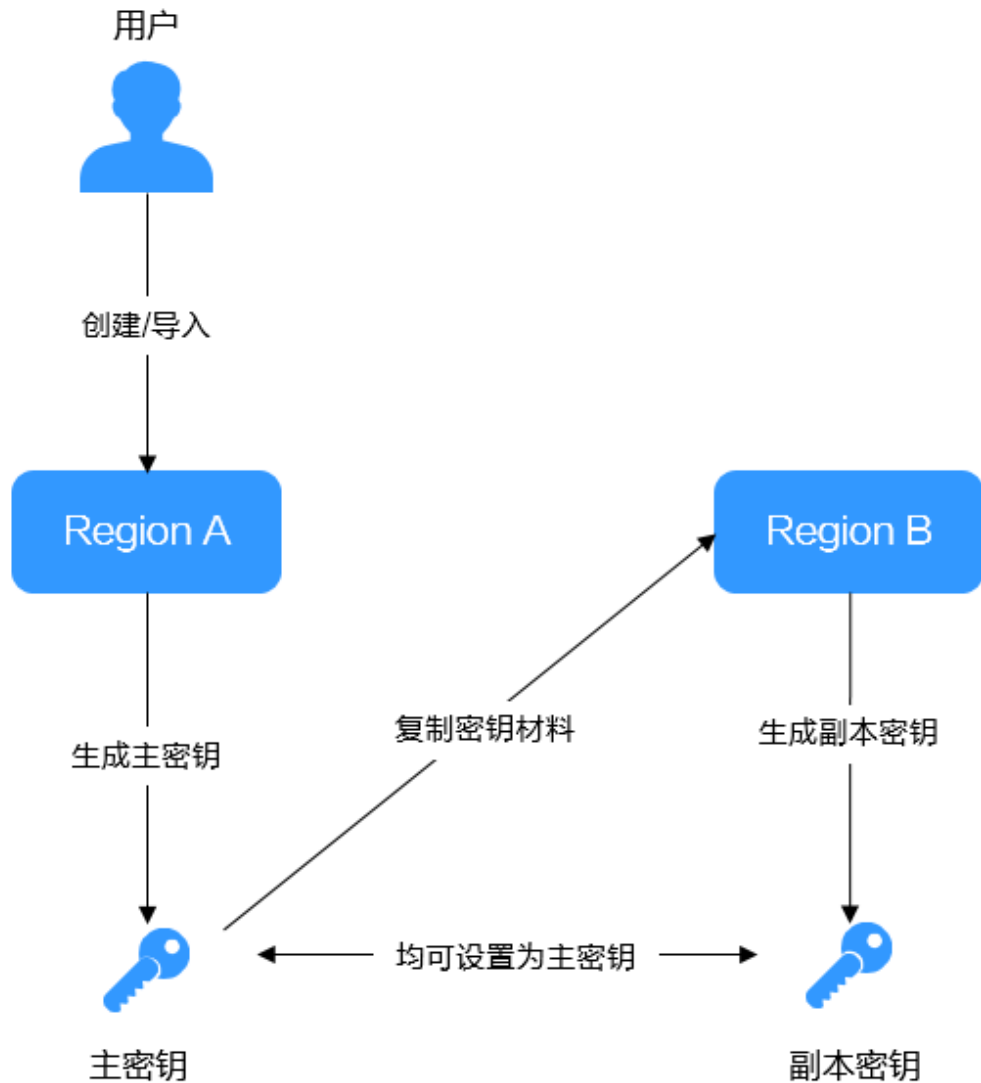 用户
创建/导入
Region A
Region B
复制密钥材料
生成主密钥
生成副本密钥
均可设置为主密钥
主密钥
副本密钥